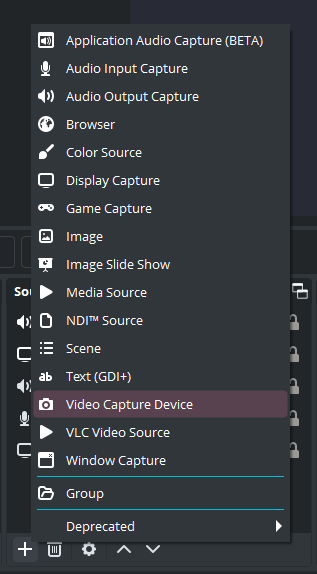 Application Audio Capture (BETA)
Audio Input Capture
Audio Output Capture
Browser
Color Source
Display Capture
Game Capture
Image
Image Slide Show
Media Source
NDI™ Source
Scene
ab Text (GDI+)
Video Capture Device
VLC Video Source
Window Capture
Group
Deprecated